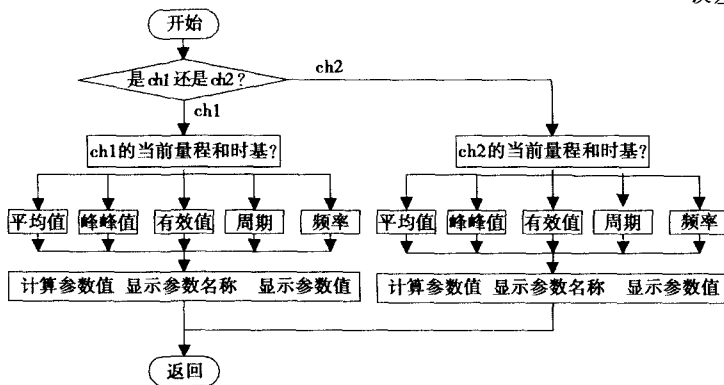 开始
是ch1还是ch2?
ch2
ch1
ch1的当前量程和时基?
ch2的当前量程和时基?
平均值 峰峰值 有效值 周期 频率
平均值 峰峰值 有效值 周期 频率
计算参数值 显示参数名称 显示参数值
计算参数值 显示参数名称 显示参数值
返回